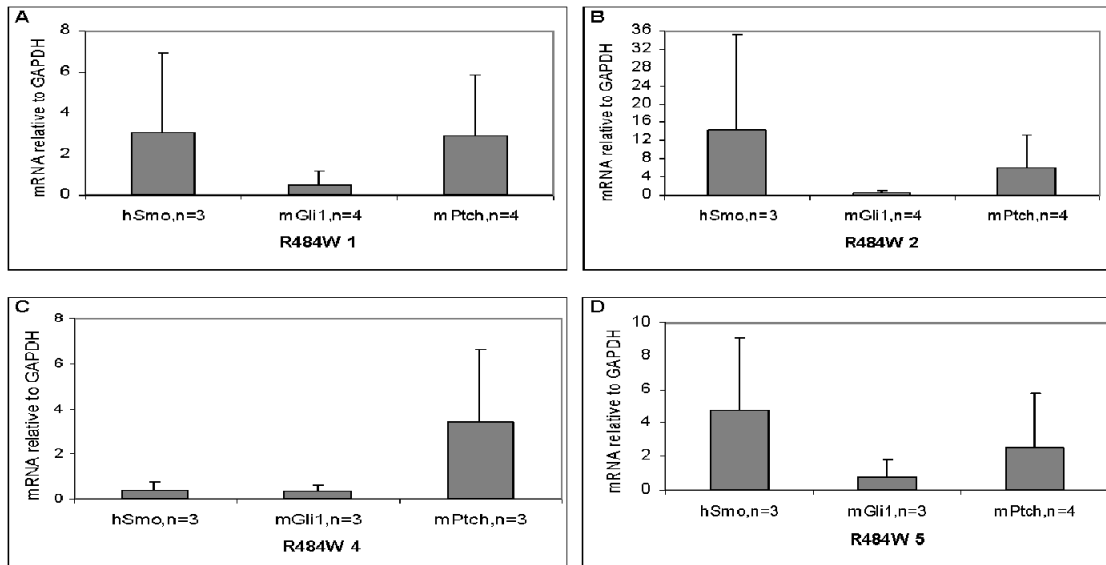 A
mRNA relative to GAPDH
8
6
4
2
0
hSmo,n=3 mGli1,n=4 mPtch,n=4
R484W 1
B
mRNA relative to GAPDH
36
32
28
24
20
16
12
8
4
0
hSmo,n=3 mGli1,n=4 mPtch,n=4
R484W 2
C
mRNA relative to GAPDH
8
6
4
2
0
hSmo,n=3 mGli1,n=3 mPtch,n=3
R484W 4
D
mRNA relative to GAPDH
10
8
6
4
2
0
hSmo,n=3 mGli1,n=3 mPtch,n=4
R484W 5